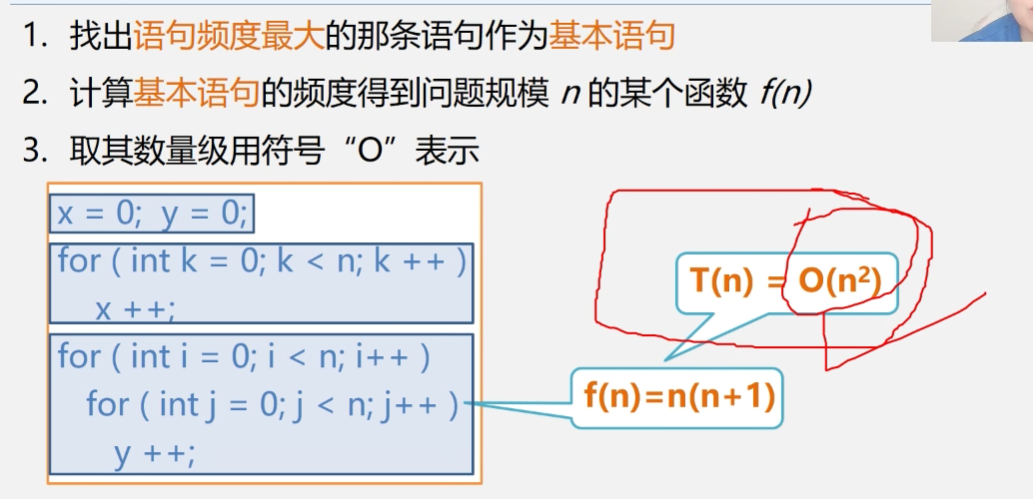 1. 找出语句频度最大的那条语句作为基本语句
2. 计算基本语句的频度得到问题规模 n 的某个函数 f(n)
3. 取其数量级用符号“O”表示
x = 0; y = 0;
for ( int k = 0; k < n; k ++ )
x ++;
for ( int i = 0; i < n; i++ )
for ( int j = 0; j < n; j++ )
y ++;
T(n) = O(n²)
f(n)=n(n+1)